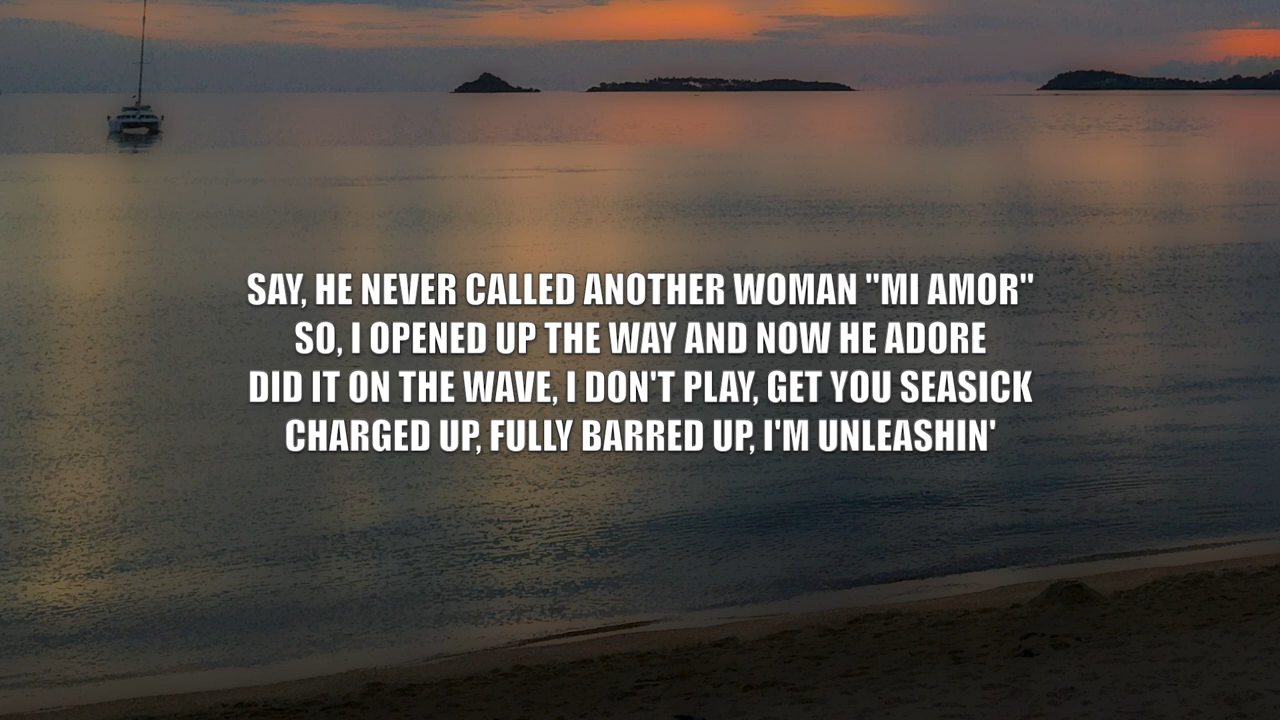 SAY, HE NEVER CALLED ANOTHER WOMAN "MI AMOR"
SO, I OPENED UP THE WAY AND NOW HE ADORE
DID IT ON THE WAVE, I DON'T PLAY, GET YOU SEASICK
CHARGED UP, FULLY BARRED UP, I'M UNLEASHIN'